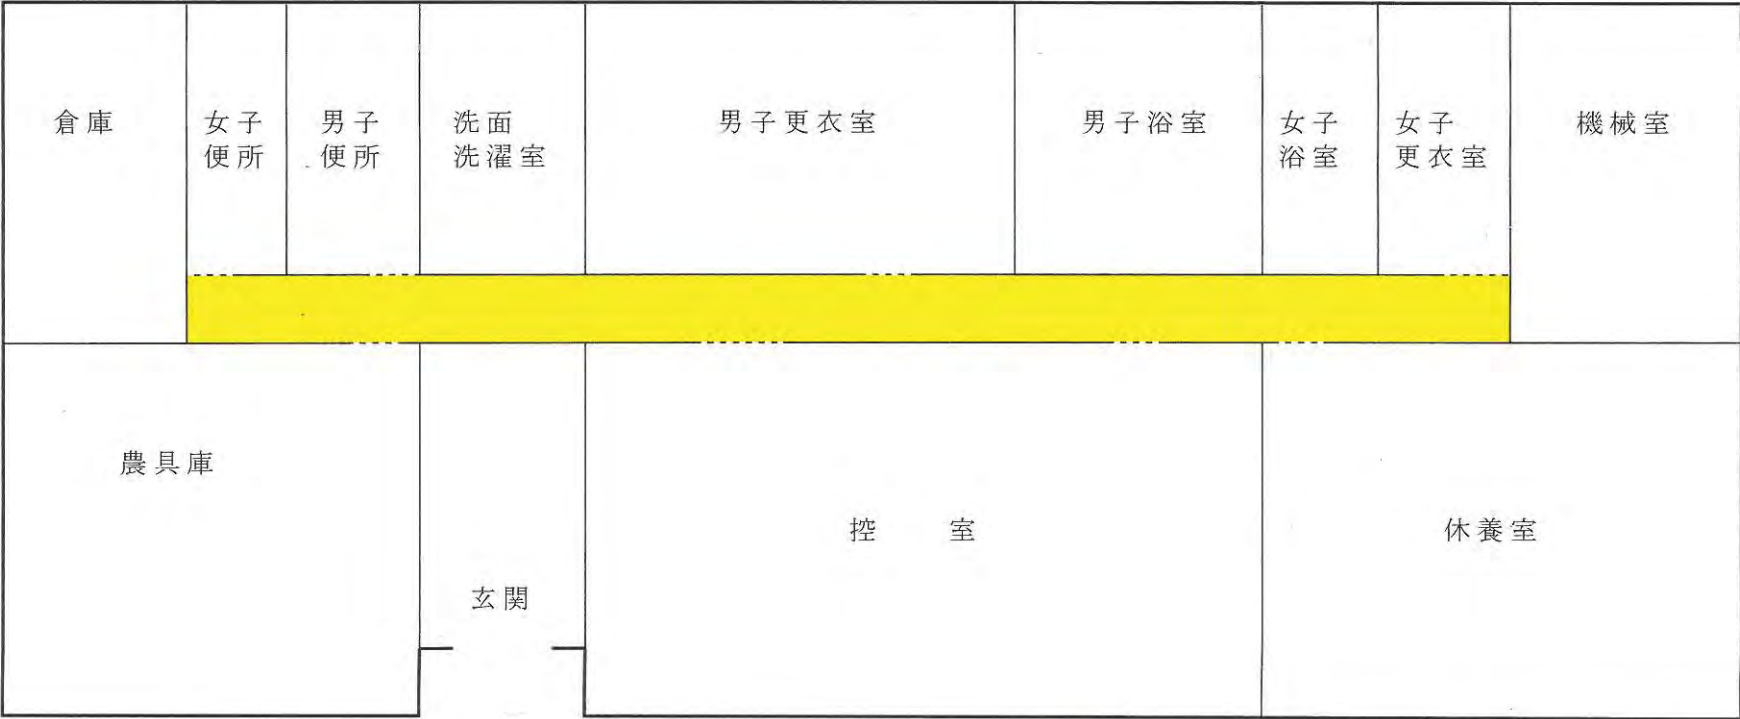 倉庫
女子
便所
男子
便所
洗面
洗濯室
男子更衣室
男子浴室
女子
浴室
女子
更衣室
機械室
農具庫
玄関
控 室
休養室